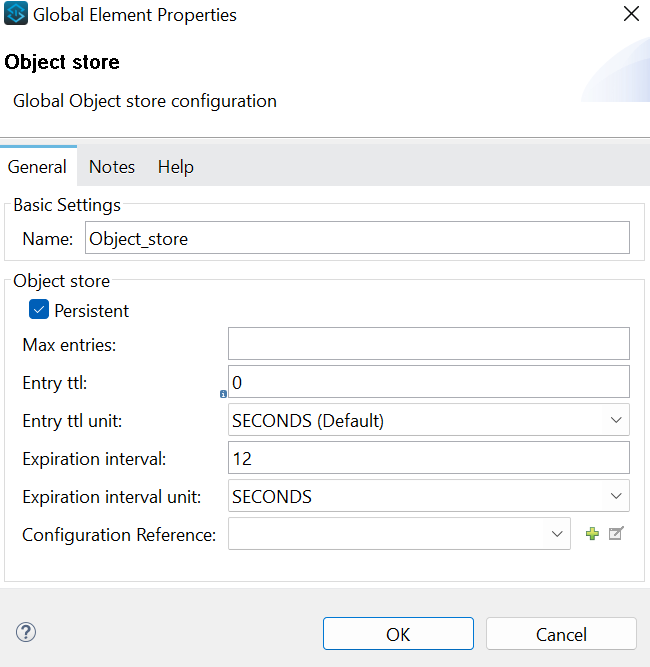 Global Element Properties
Object store
Global Object store configuration
General Notes Help
Basic Settings
Name: Object_store
Object store
Persistent
Max entries:
Entry ttl: 0
Entry ttl unit: SECONDS (Default)
Expiration interval: 12
Expiration interval unit: SECONDS
Configuration Reference:
? OK Cancel